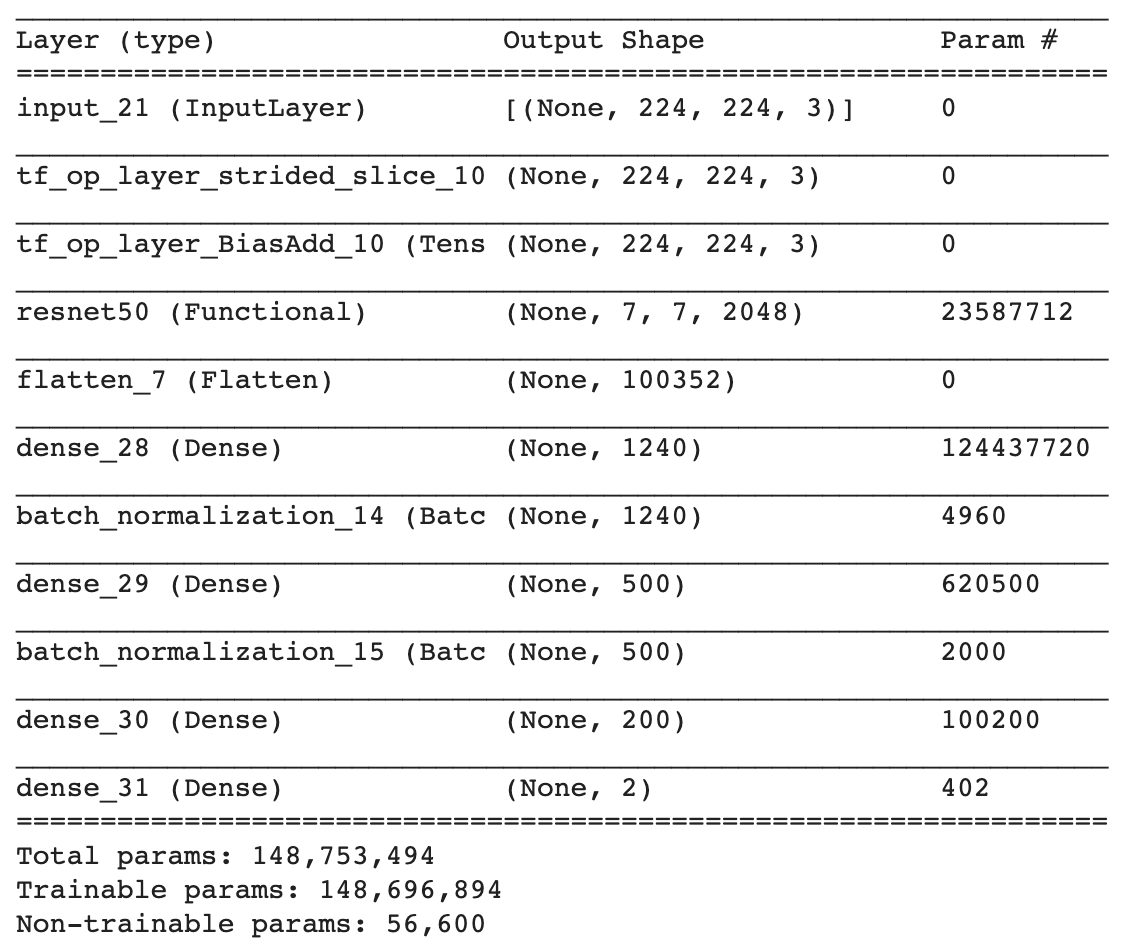 Layer (type) Output Shape Param #
=================================================================
input_21 (InputLayer) [(None, 224, 224, 3)] 0
tf_op_layer_strided_slice_10 (None, 224, 224, 3) 0
tf_op_layer_BiasAdd_10 (Tens (None, 224, 224, 3) 0
resnet50 (Functional) (None, 7, 7, 2048) 23587712
flatten_7 (Flatten) (None, 100352) 0
dense_28 (Dense) (None, 1240) 124437720
batch_normalization_14 (Batc (None, 1240) 4960
dense_29 (Dense) (None, 500) 620500
batch_normalization_15 (Batc (None, 500) 2000
dense_30 (Dense) (None, 200) 100200
dense_31 (Dense) (None, 2) 402
=================================================================
Total params: 148,753,494
Trainable params: 148,696,894
Non-trainable params: 56,600